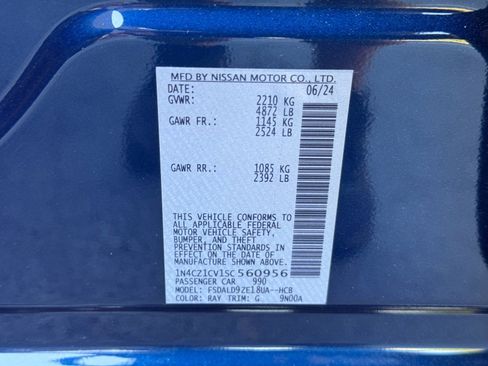 MFD BY NISSAN MOTOR CO., LTD.
DATE: 06/24
GVWR: 2210 KG
4872 LB
GAWR FR.: 1145 KG
2524 LB
GAWR RR.: 1085 KG
2392 LB
THIS VEHICLE CONFORMS TO
ALL APPLICABLE FEDERAL
MOTOR VEHICLE SAFETY,
BUMPER, AND THEFT
PREVENTION STANDARDS IN
EFFECT ON THE DATE OF
MANUFACTURE SHOWN ABOVE.
1N4CZ1CV1SC560956
PASSENGER CAR 990
MODEL: FSDALD9ZE18UA--HCB
COLOR: RAY TRIM: G 9N00A